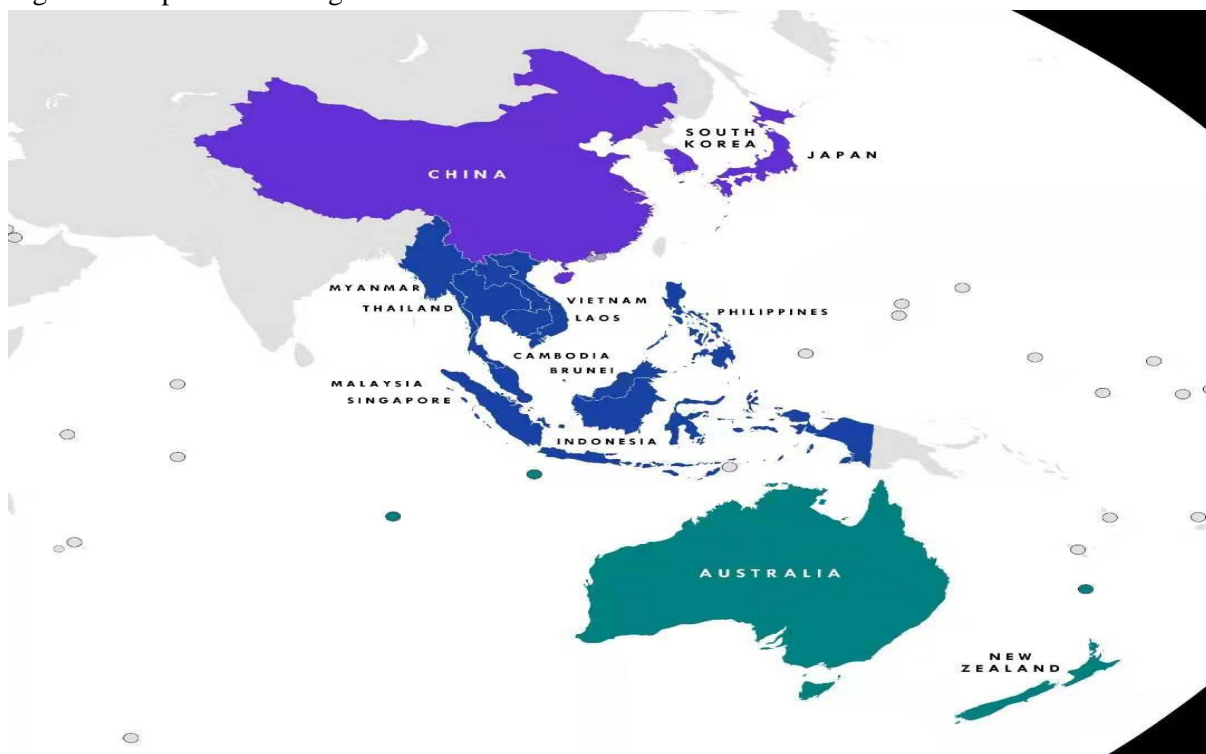 SOUTH
KOREA
JAPAN
CHINA
MYANMAR
THAILAND
VIETNAM
LAOS
PHILIPPINES
CAMBODIA
BRUNEI
MALAYSIA
SINGAPORE
INDONESIA
AUSTRALIA
NEW
ZEALAND